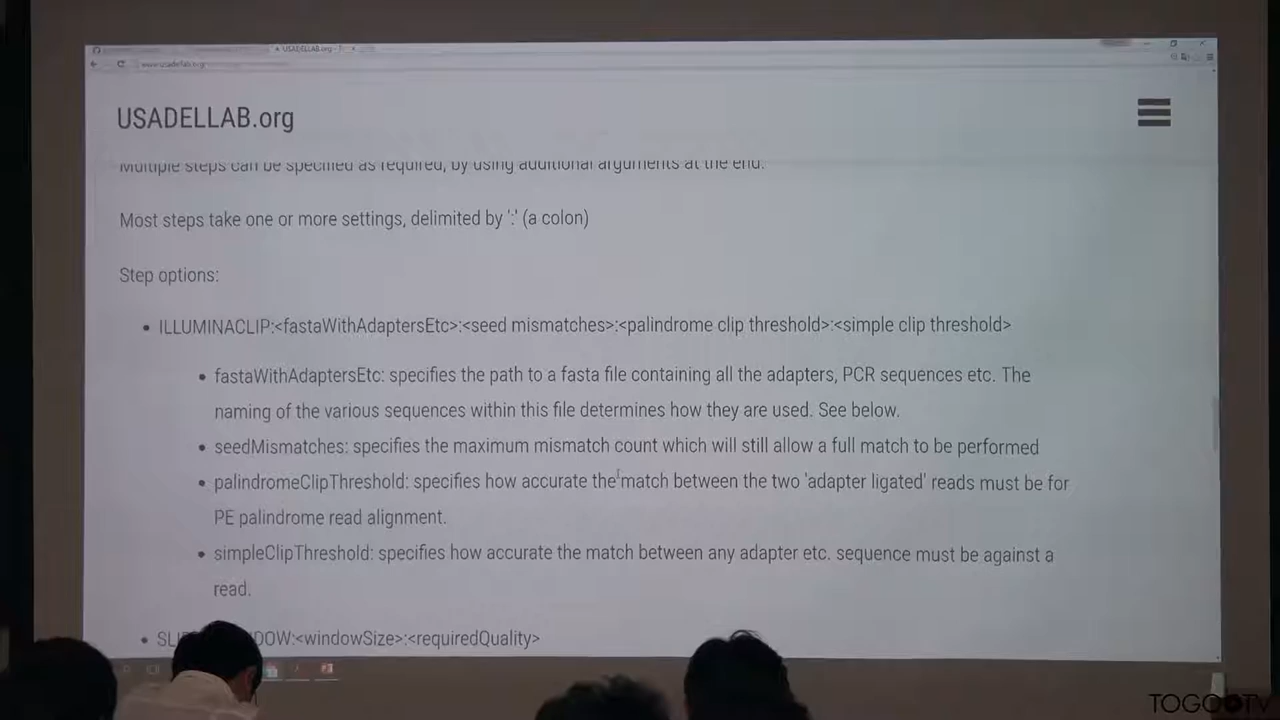 USADELLAB.org
USADELLAB.org
Multiple steps can be specified as required, by using additional arguments at the end.
Most steps take one or more settings, delimited by ':' (a colon)
Step options:
ILLUMINACLIP:<fastaWithAdaptersEtc>:<seed mismatches>:<palindrome clip threshold>:<simple clip threshold>
fastaWithAdaptersEtc: specifies the path to a fasta file containing all the adapters, PCR sequences etc. The
naming of the various sequences within this file determines how they are used. See below.
seedMismatches: specifies the maximum mismatch count which will still allow a full match to be performed
palindromeClipThreshold: specifies how accurate the match between the two 'adapter ligated' reads must be for
PE palindrome read alignment.
simpleClipThreshold: specifies how accurate the match between any adapter etc. sequence must be against a
read.
:<windowSize>:<requiredQuality>
TOGOTV